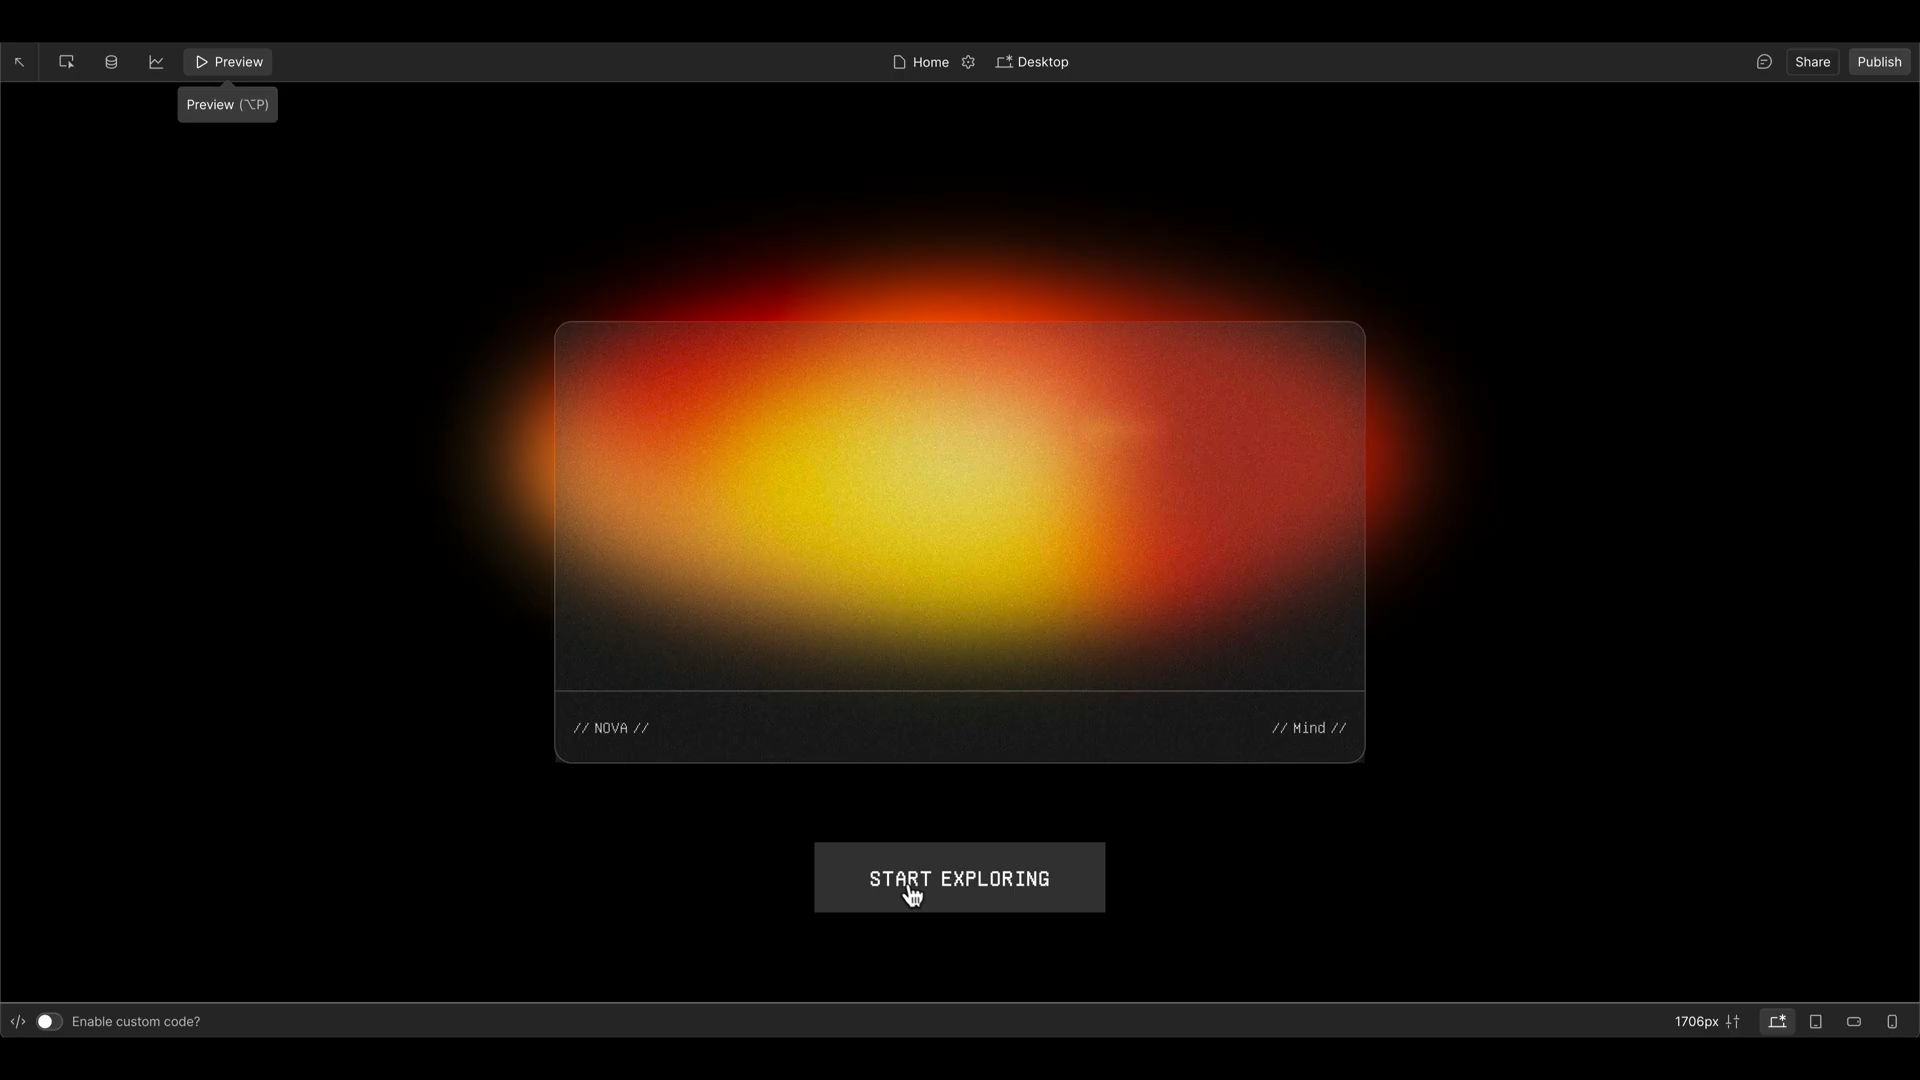 Preview
Home
Desktop
Share
Publish
Preview (⌥P)
// NOVA //
// Mind //
START EXPLORING
Enable custom code?
1706px